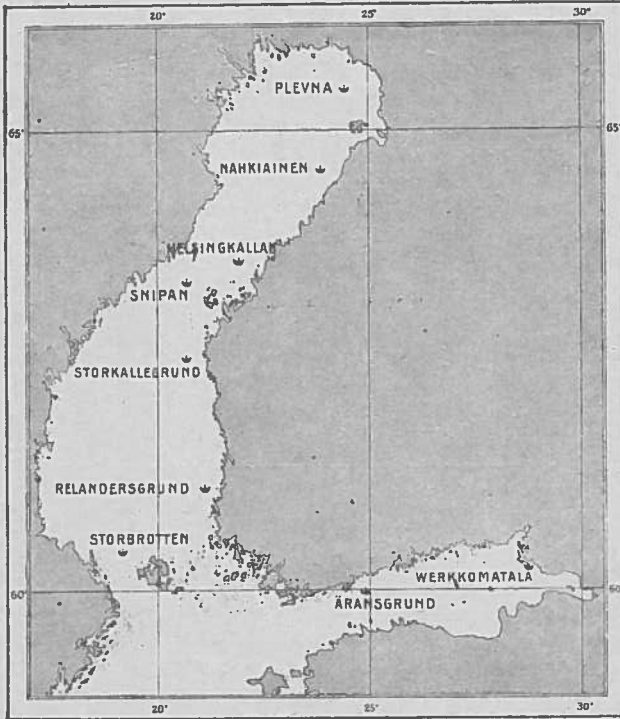 20° 25° 30°
PLEVNA
65° 65°
NAHKIAINEN
HELSINGKALLAN
SNIPAN
STORKALLEGRUND
RELANDERSGRUND
STORBROTTEN
WERKKOMATALA
60° 60°
ÄRANSGRUND
20° 25° 30°